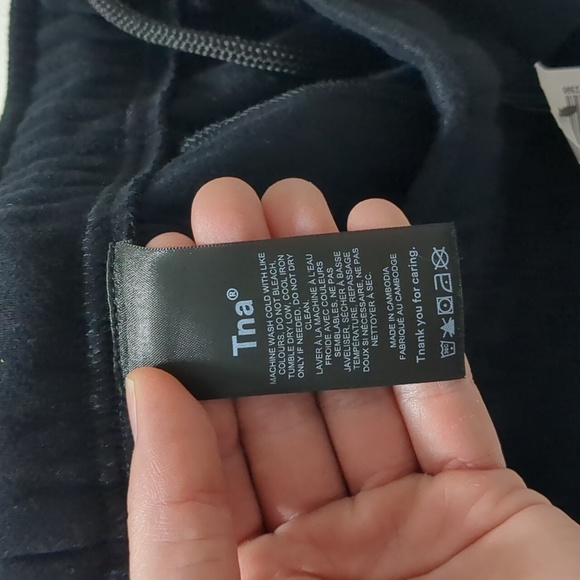 Tna®
MACHINE WASH COLD WITH LIKE
COLOURS, DO NOT BLEACH,
TUMBLE DRY LOW, COOL IRON
ONLY IF NEEDED, DO NOT DRY
CLEAN.
LAVER À LA MACHINE À L'EAU
FROIDE AVEC COULEURS
SEMBLABLES, NE PAS
JAVELISER, SÉCHER À BASSE
TEMPÉRATURE, REPASSAGE
DOUX SI NÉCESSAIRE, NE PAS
NETTOYER À SEC.
MADE IN CAMBODIA
FABRIQUÉ AU CAMBODGE
Tnank you for caring.